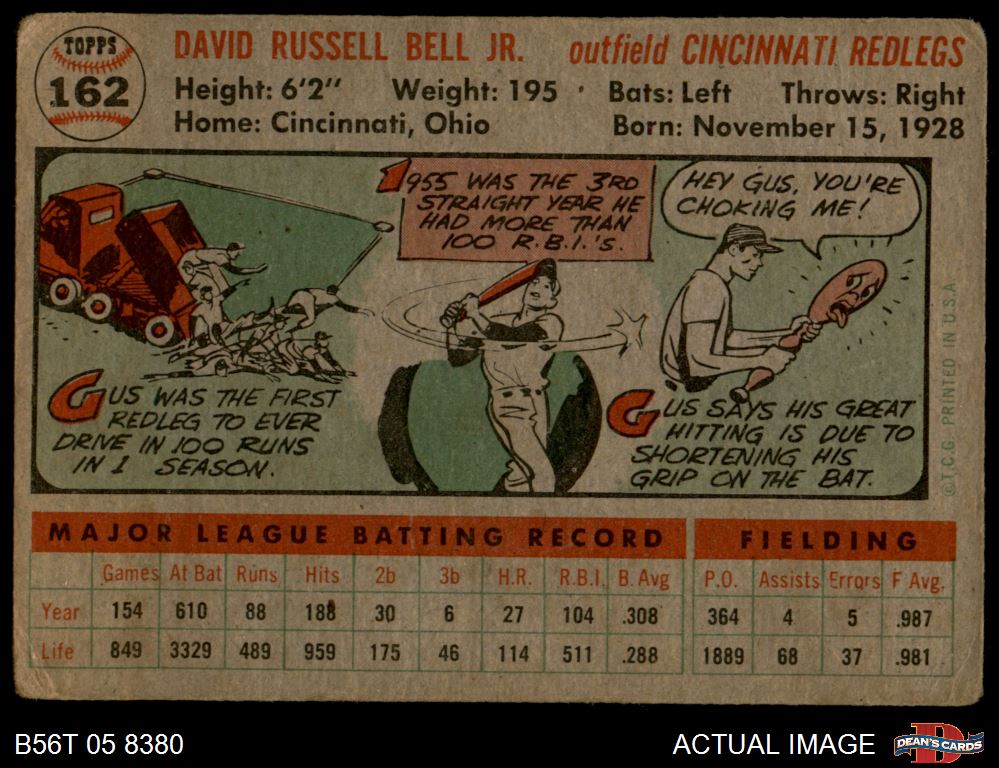 TOPPS
162
DAVID RUSSELL BELL JR. outfield CINCINNATI REDLEGS
Height: 6'2" Weight: 195 Bats: Left Throws: Right
Home: Cincinnati, Ohio Born: November 15, 1928
GUS WAS THE FIRST
REDLEG TO EVER
DRIVE IN 100 RUNS
IN 1 SEASON.
1955 WAS THE 3RD
STRAIGHT YEAR HE
HAD MORE THAN
100 R.B.I.'S.
HEY GUS, YOU'RE
CHOKING ME!
GUS SAYS HIS GREAT
HITTING IS DUE TO
SHORTENING HIS
GRIP ON THE BAT.
©T.C.G. PRINTED IN U.S.A
MAJOR LEAGUE BATTING RECORD FIELDING
Games At Bat Runs Hits 2b 3b H.R. R.B.I. B. Avg P.O. Assists Errors F Avg.
Year 154 610 88 188 30 6 27 104 .308 364 4 5 .987
Life 849 3329 489 959 175 46 114 511 .288 1889 68 37 .981
B56T 05 8380 ACTUAL IMAGE D DEAN'S CARDS